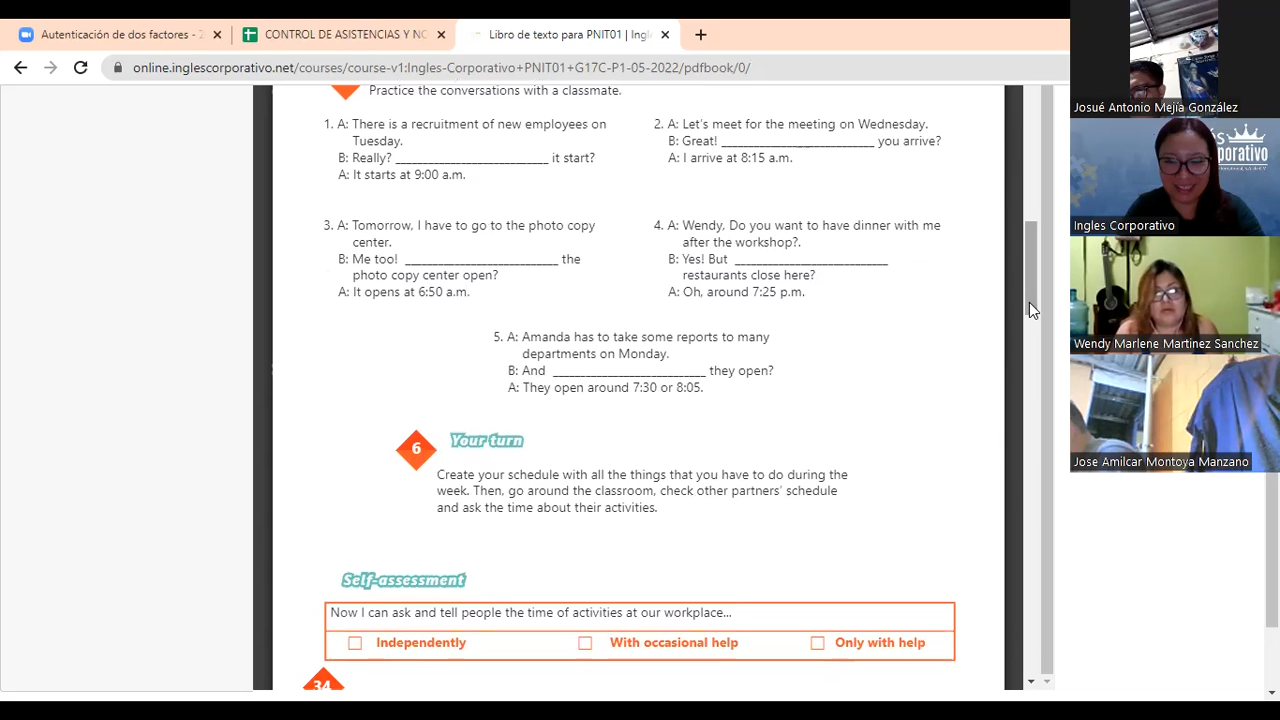 Autenticación de dos factores - Z
CONTROL DE ASISTENCIAS Y NO
Libro de texto para PNIT01 | Ingl
online.inglescorporativo.net/courses/course-v1:Ingles-Corporativo+PNIT01+G17C-P1-05-2022/pdfbook/0/
Practice the conversations with a classmate.
1. A: There is a recruitment of new employees on
Tuesday.
B: Really? ___________________________ it start?
A: It starts at 9:00 a.m.
2. A: Let's meet for the meeting on Wednesday.
B: Great! ___________________________ you arrive?
A: I arrive at 8:15 a.m.
3. A: Tomorrow, I have to go to the photo copy
center.
B: Me too! ___________________________ the
photo copy center open?
A: It opens at 6:50 a.m.
4. A: Wendy, Do you want to have dinner with me
after the workshop?.
B: Yes! But ___________________________
restaurants close here?
A: Oh, around 7:25 p.m.
5. A: Amanda has to take some reports to many
departments on Monday.
B: And ___________________________ they open?
A: They open around 7:30 or 8:05.
6
Your turn
Create your schedule with all the things that you have to do during the
week. Then, go around the classroom, check other partners' schedule
and ask the time about their activities.
Self-assessment
Now I can ask and tell people the time of activities at our workplace...
Independently
With occasional help
Only with help
34
Josué Antonio Mejía González
Ingles Corporativo
Wendy Marlene Martinez Sanchez
Jose Amilcar Montoya Manzano